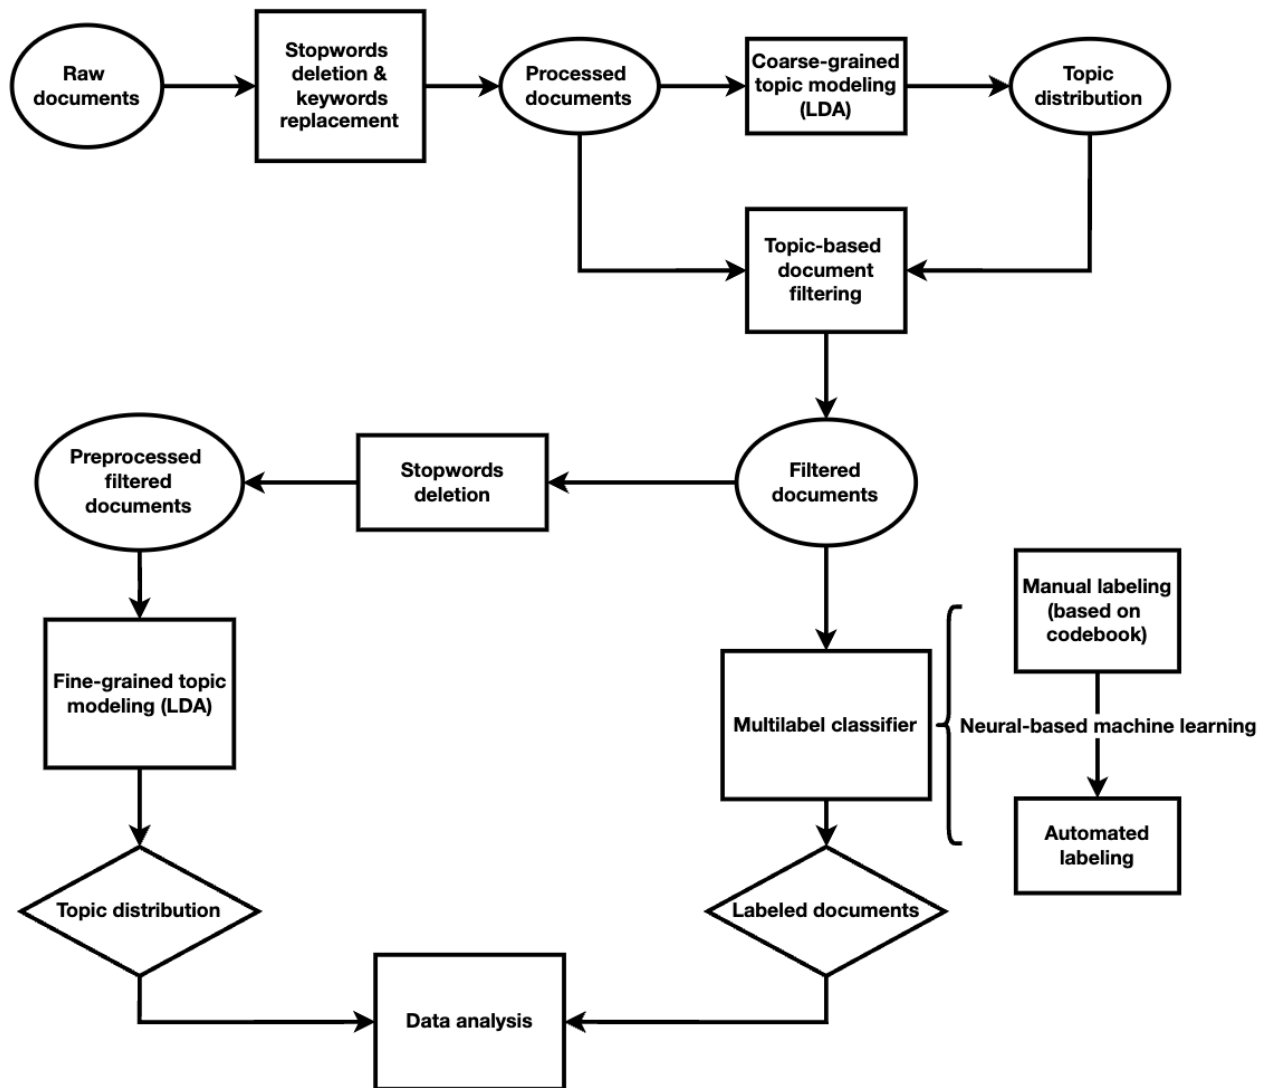 Raw
documents
Stopwords
deletion &
keywords
replacement
Processed
documents
Coarse-grained
topic modeling
(LDA)
Topic
distribution
Topic-based
document
filtering
Preprocessed
filtered
documents
Stopwords
deletion
Filtered
documents
Manual labeling
(based on
codebook)
Fine-grained topic
modeling (LDA)
Multilabel classifier
Neural-based machine learning
Automated
labeling
Topic distribution
Labeled documents
Data analysis